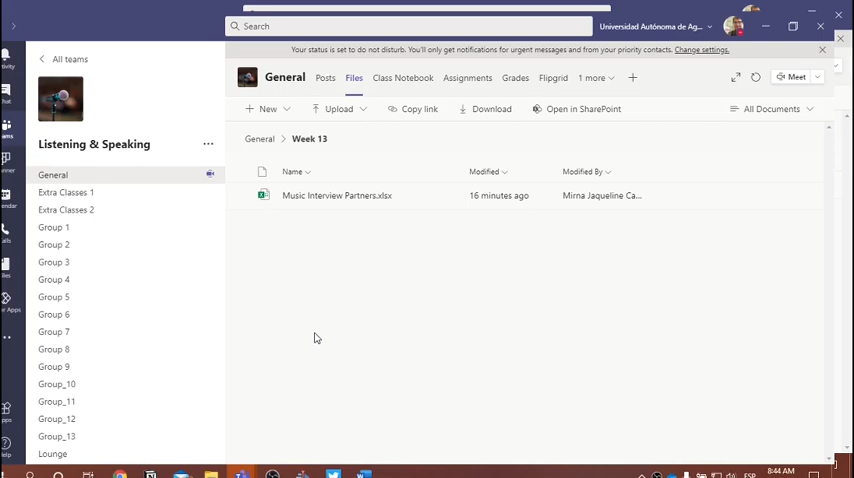 Search
Universidad Autónoma de Ag...
Your status is set to do not disturb. You'll only get notifications for urgent messages and from your priority contacts. Change settings.
All teams
Listening & Speaking
General
Extra Classes 1
Extra Classes 2
Group 1
Group 2
Group 3
Group 4
Group 5
Group 6
Group 7
Group 8
Group 9
Group_10
Group_11
Group_12
Group_13
Lounge
General Posts Files Class Notebook Assignments Grades Flipgrid 1 more
Meet
New Upload Copy link Download Open in SharePoint All Documents
General > Week 13
Name Modified Modified By
Music Interview Partners.xlsx 16 minutes ago Mirna Jaqueline Ca...
ESP
8:44 AM